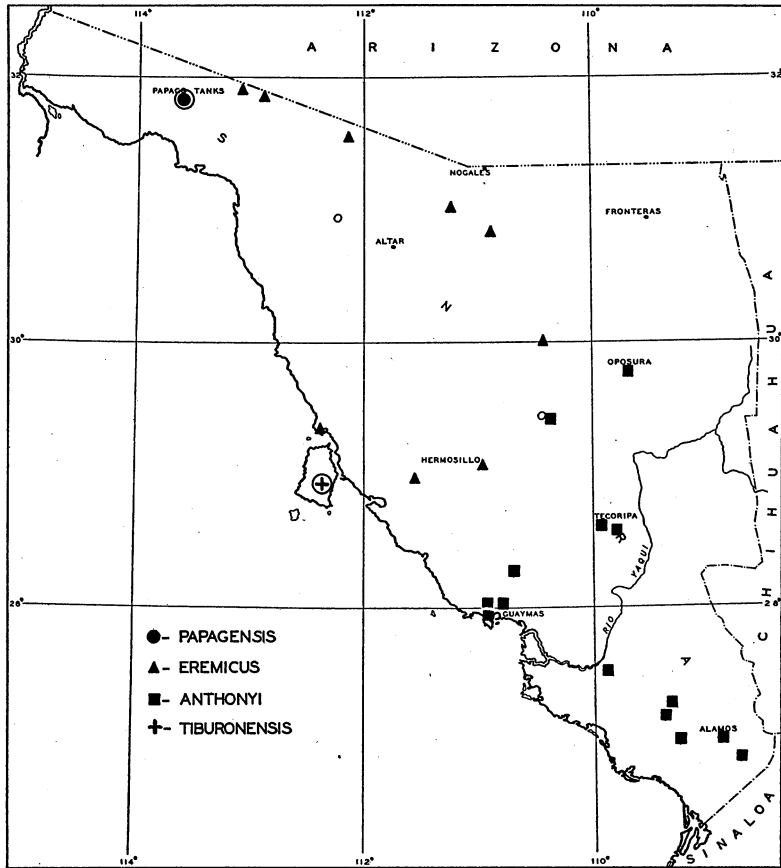 114° 112° 110°
A R I Z O N A
32° 32°
PAPAGO TANKS
S O N O R A
NOGALES
FRONTERAS
ALTAR
30° 30°
OPOSURA
HERMOSILLO
TECORIPA
RIO YAQUI
CHIHUAHUA
28° 28°
GUAYMAS
●- PAPAGENSIS
▲- EREMICUS
■- ANTHONYI
+- TIBURONENSIS
ALAMOS
SINALOA
114° 112° 110°